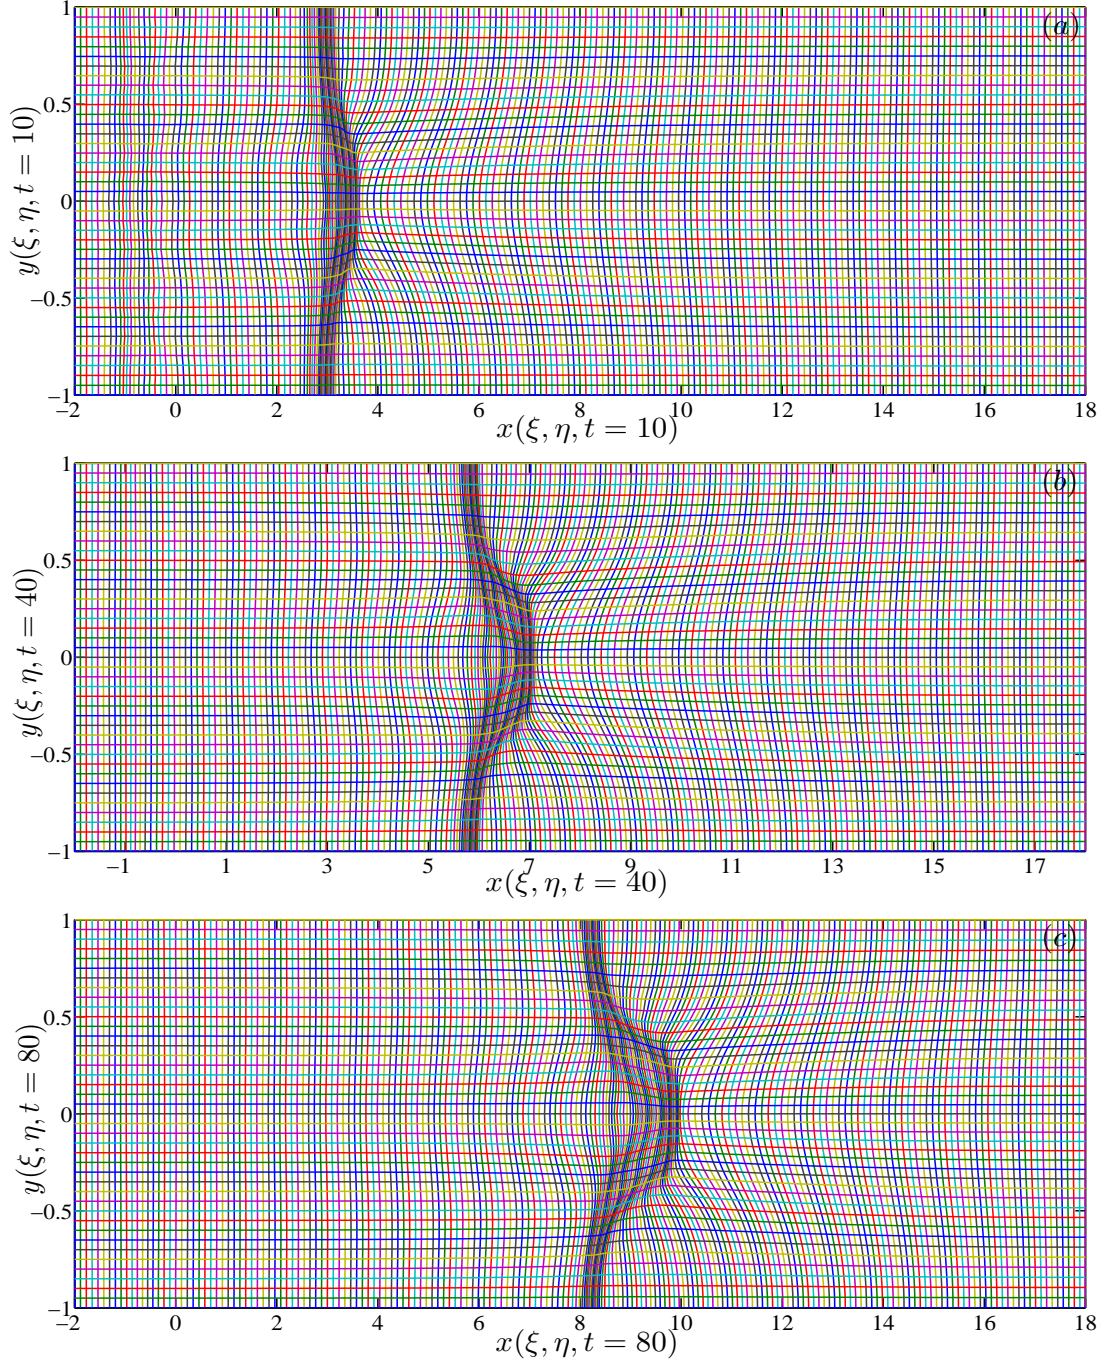 (a)
1
0.5
0
−0.5
−1
y(ξ, η, t = 10)
−2 0 2 4 6 8 10 12 14 16 18
x(ξ, η, t = 10)
(b)
1
0.5
0
−0.5
−1
y(ξ, η, t = 40)
−1 1 3 5 7 9 11 13 15 17
x(ξ, η, t = 40)
(c)
1
0.5
0
−0.5
−1
y(ξ, η, t = 80)
−2 0 2 4 6 8 10 12 14 16 18
x(ξ, η, t = 80)